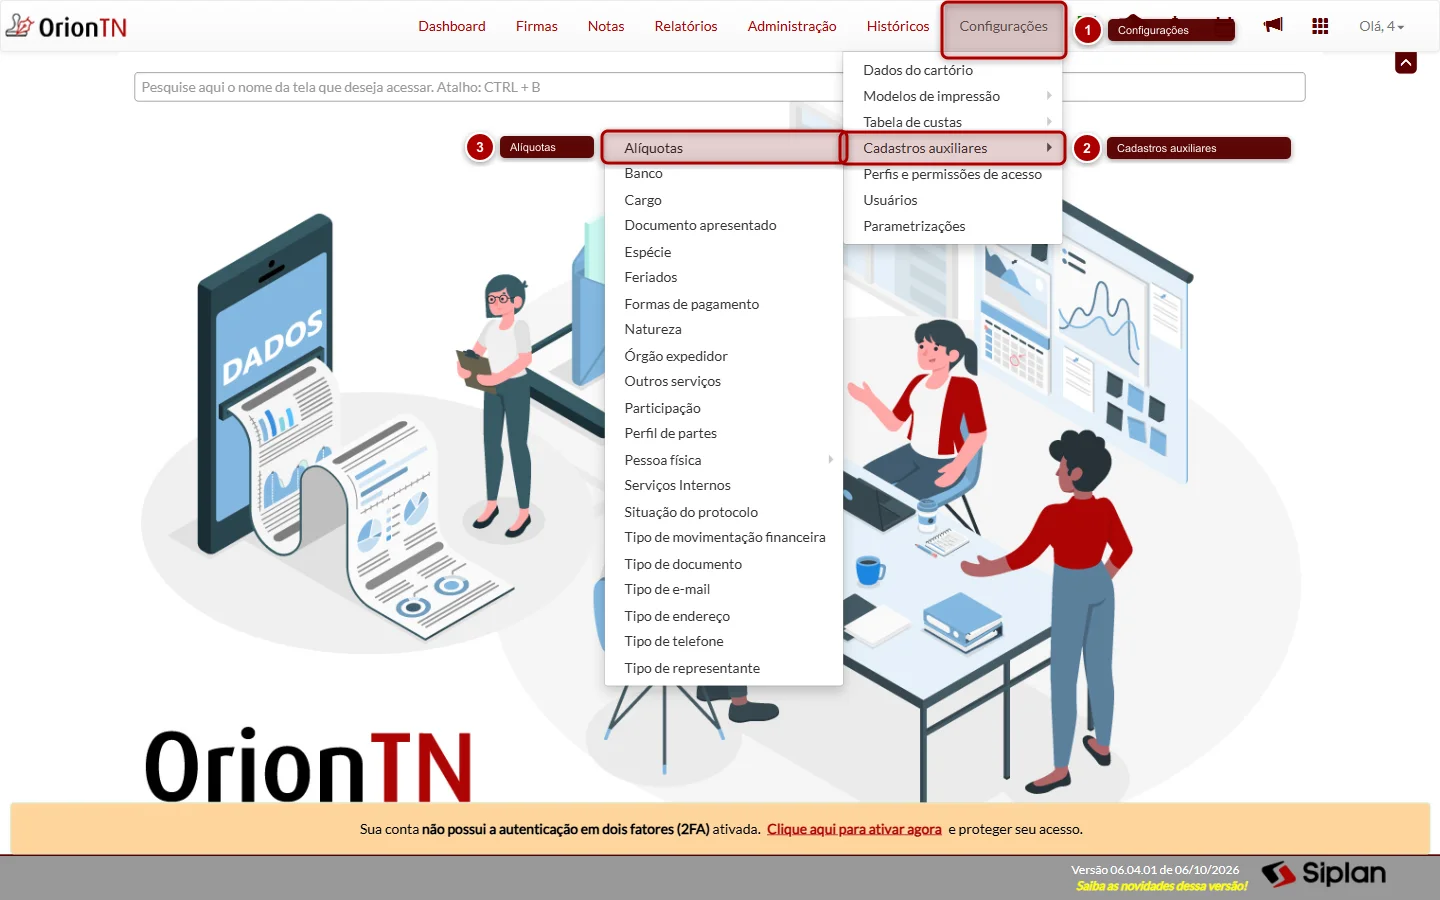 OrionTN
Dashboard
Firmas
Notas
Relatórios
Administração
Históricos
Configurações
1
Configurações
Olá, 4
Pesquise aqui o nome da tela que deseja acessar. Atalho: CTRL + B
Dados do cartório
Modelos de impressão
Tabela de custas
Cadastros auxiliares
Perfis e permissões de acesso
Usuários
Parametrizações
2
Cadastros auxiliares
3
Alíquotas
Alíquotas
Banco
Cargo
Documento apresentado
Espécie
Feriados
Formas de pagamento
Natureza
Órgão expedidor
Outros serviços
Participação
Perfil de partes
Pessoa física
Serviços Internos
Situação do protocolo
Tipo de movimentação financeira
Tipo de documento
Tipo de e-mail
Tipo de endereço
Tipo de telefone
Tipo de representante
DADOS
OrionTN
Sua conta não possui a autenticação em dois fatores (2FA) ativada. Clique aqui para ativar agora e proteger seu acesso.
Versão 06.04.01 de 06/10/2026
Saiba as novidades dessa versão!
Siplan